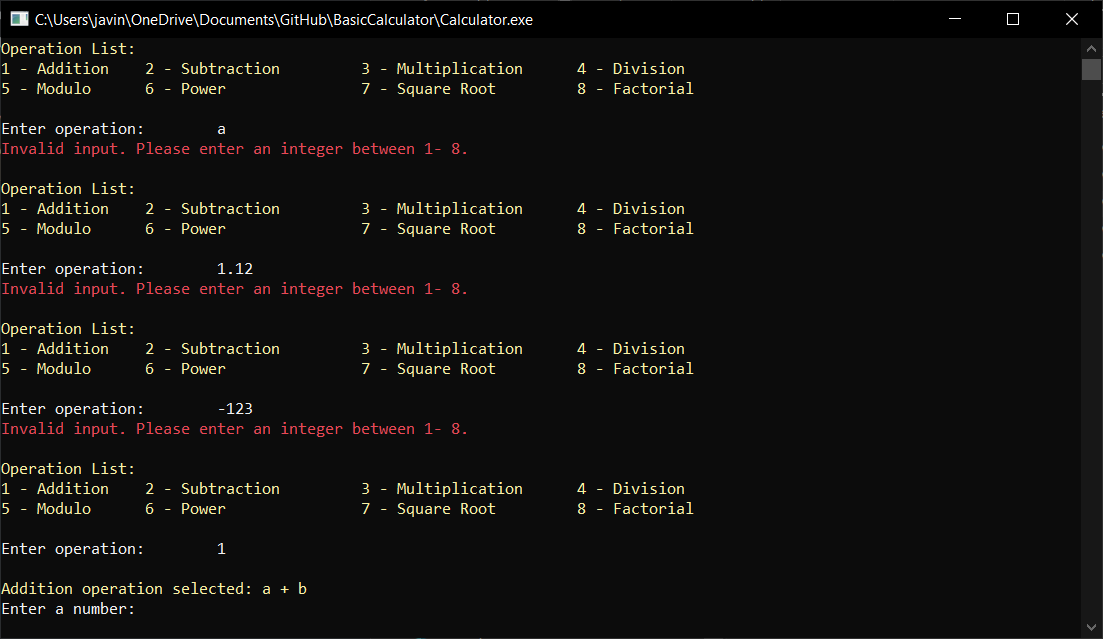 C:\Users\javin\OneDrive\Documents\GitHub\BasicCalculator\Calculator.exe
Operation List:
1 - Addition    2 - Subtraction         3 - Multiplication      4 - Division
5 - Modulo      6 - Power               7 - Square Root         8 - Factorial
Enter operation:        a
Invalid input. Please enter an integer between 1- 8.
Operation List:
1 - Addition    2 - Subtraction         3 - Multiplication      4 - Division
5 - Modulo      6 - Power               7 - Square Root         8 - Factorial
Enter operation:        1.12
Invalid input. Please enter an integer between 1- 8.
Operation List:
1 - Addition    2 - Subtraction         3 - Multiplication      4 - Division
5 - Modulo      6 - Power               7 - Square Root         8 - Factorial
Enter operation:        -123
Invalid input. Please enter an integer between 1- 8.
Operation List:
1 - Addition    2 - Subtraction         3 - Multiplication      4 - Division
5 - Modulo      6 - Power               7 - Square Root         8 - Factorial
Enter operation:        1
Addition operation selected: a + b
Enter a number: